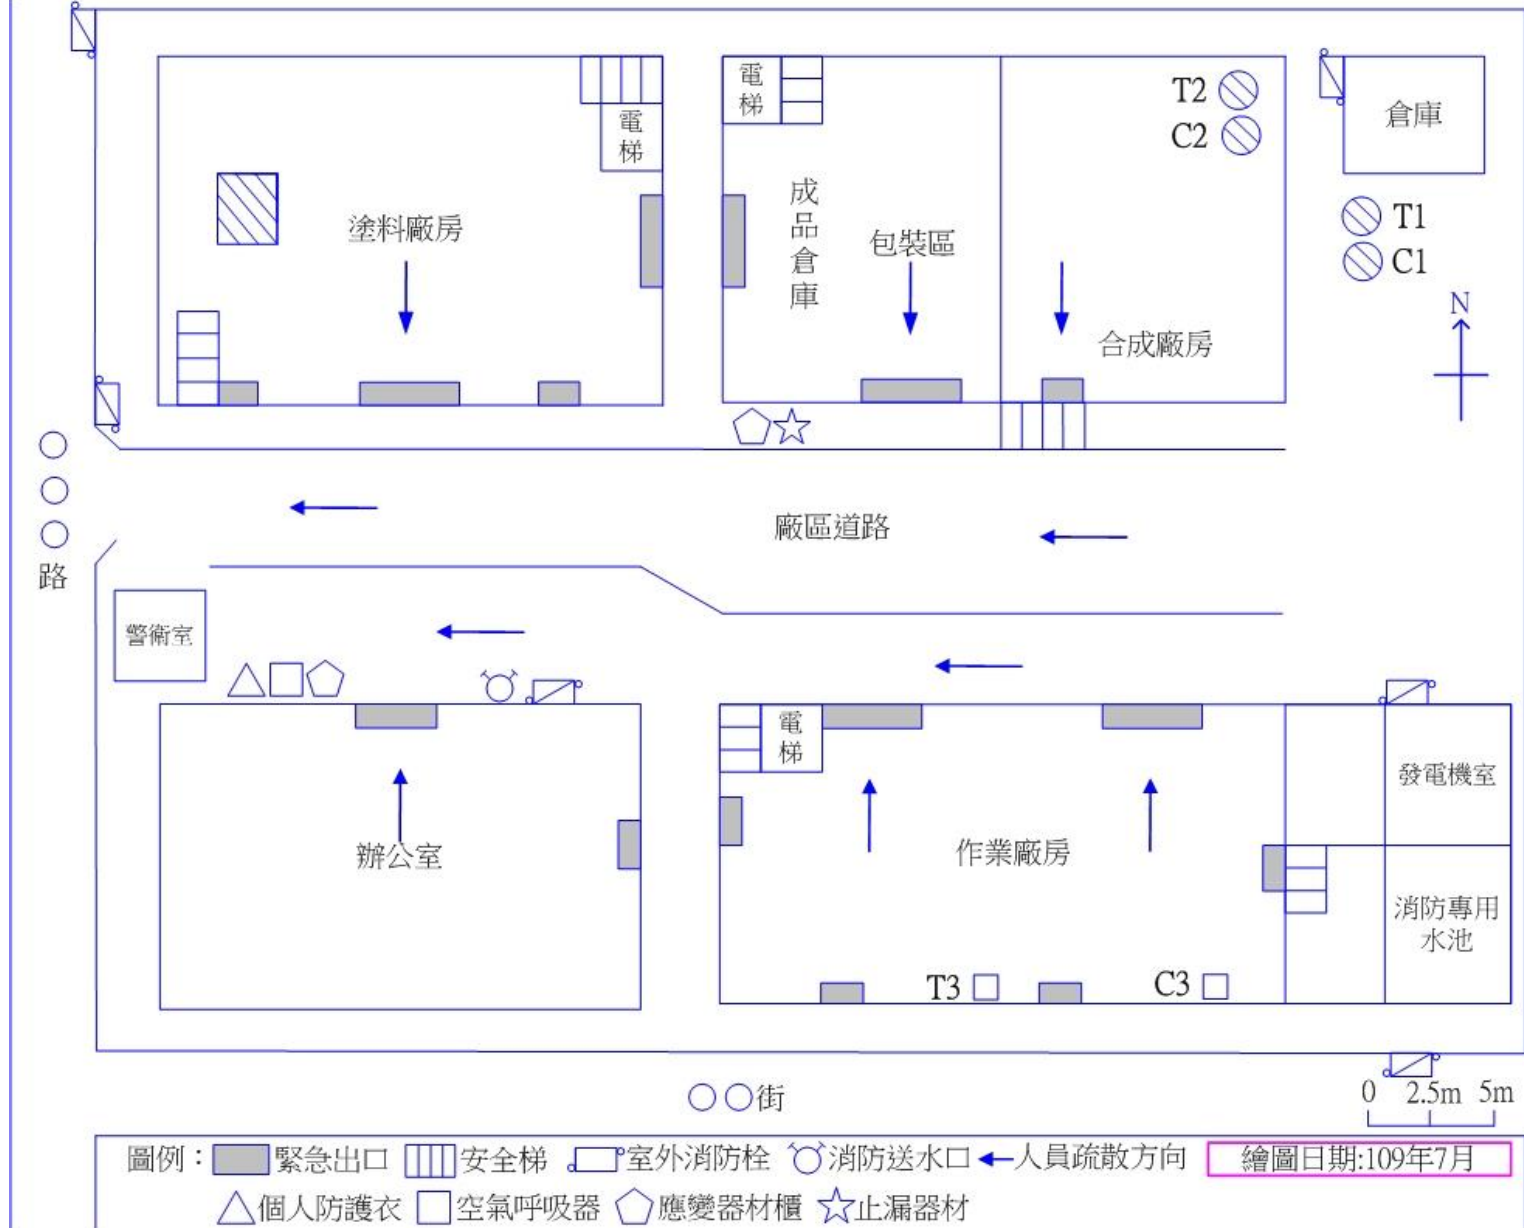 電梯
電梯
T2
C2
倉庫
T1
C1
成品倉庫
塗料廠房
包裝區
合成廠房
N
○○○路
廠區道路
警衛室
電梯
發電機室
辦公室
作業廠房
消防專用
水池
T3
C3
○○街
0 2.5m 5m
圖例：緊急出口 安全梯 室外消防栓 消防送水口 人員疏散方向 繪圖日期:109年7月
個人防護衣 空氣呼吸器 應變器材櫃 止漏器材